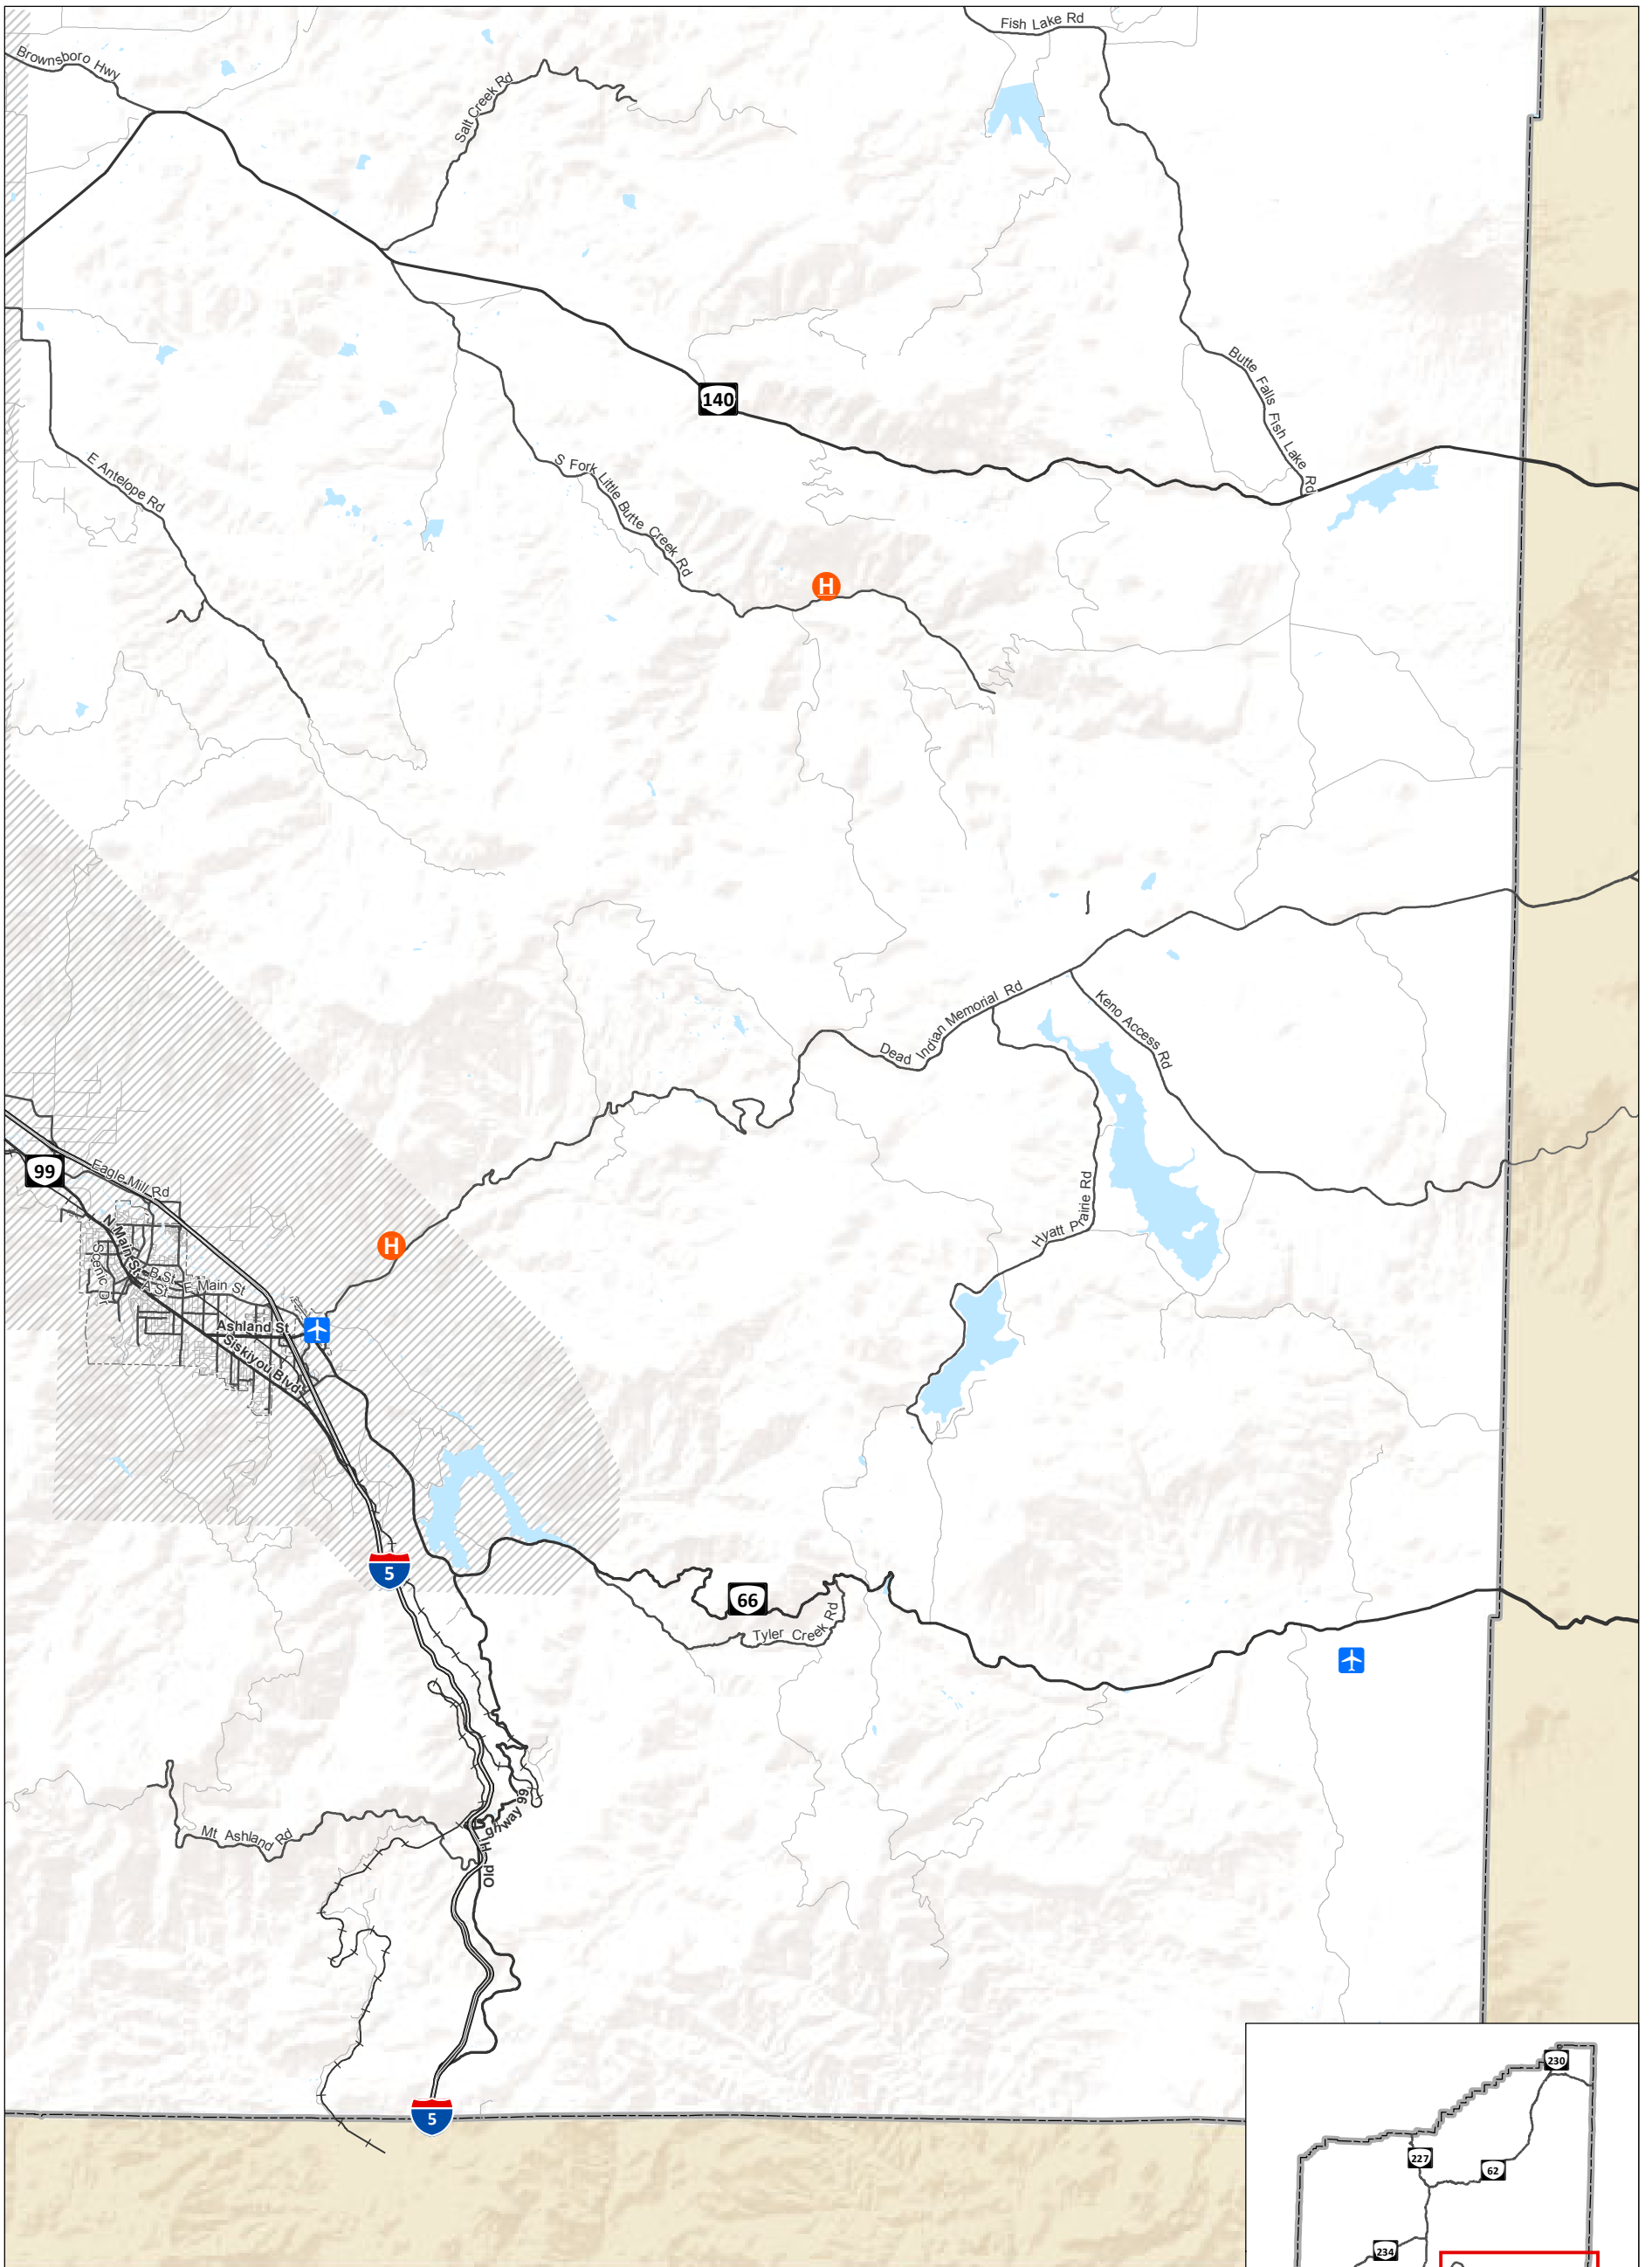 Fish Lake Rd
Brownsboro Hwy
Salt Creek Rd
140
Butte Falls Fish Lake Rd
E Antelope Rd
S Fork Little Butte Creek Rd
H
Dead Indian Memorial Rd
Keno Access Rd
99
Eagle Mill Rd
Hyatt Prairie Rd
N Main St
Scenic Dr
B St
A St
E Main St
H
Ashland St
Siskiyou Blvd
5
66
Tyler Creek Rd
Mt Ashland Rd
Old Highway 99
5
230
227
62
234